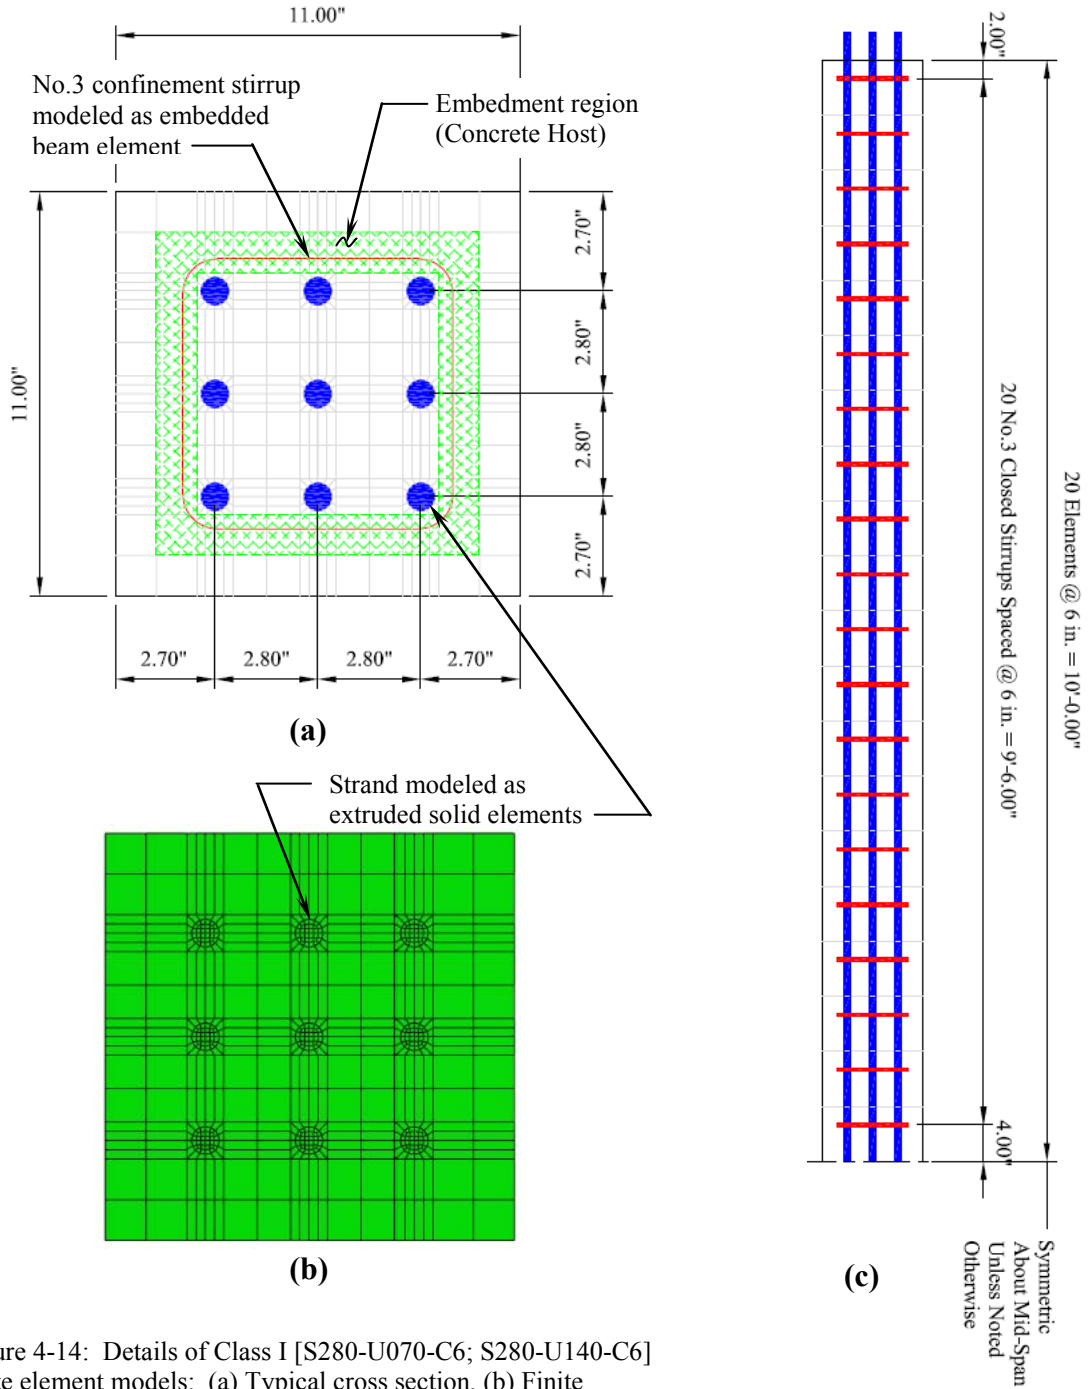 11.00"
No.3 confinement stirrup
modeled as embedded
beam element
Embedment region
(Concrete Host)
11.00"
2.70"
2.80"
2.80"
2.70"
2.70"
2.80"
2.80"
2.70"
(a)
Strand modeled as
extruded solid elements
(b)
2.00"
20 No.3 Closed Stirrups Spaced @ 6 in. = 9'-6.00"
20 Elements @ 6 in. = 10'-0.00"
4.00"
Symmetric
About Mid-Span
Unless Noted
Otherwise
(c)
ure 4-14: Details of Class I [S280-U070-C6; S280-U140-C6]
element models: (a) Typical cross section, (b) Finite